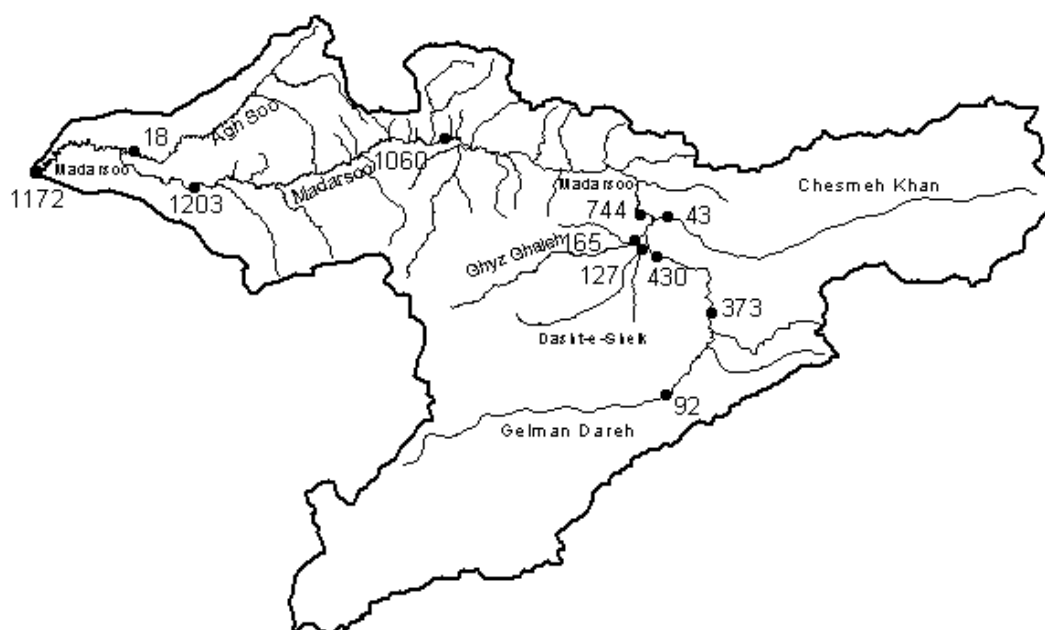 18
Agh Soo
1060
Madarsoo
1172
1203
Madarsoo
Madarsoo
Chesmeh Khan
744
43
165
Ghyz Ghaleh
127
430
373
Dasht-e-Sheik
92
Gelman Dareh